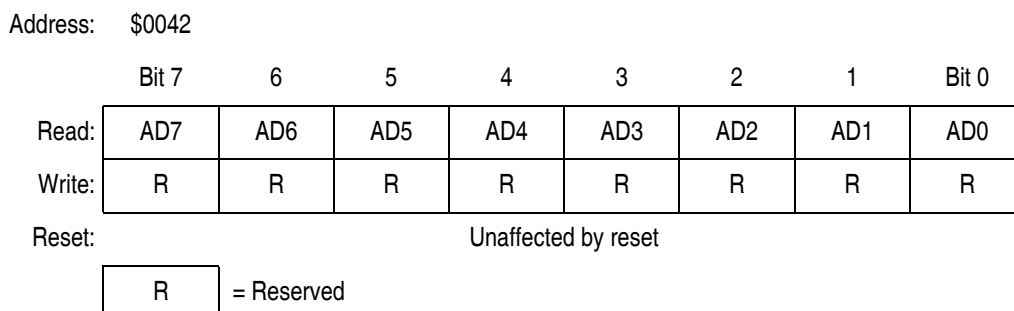 Address: $0042
Bit 7 6 5 4 3 2 1 Bit 0
Read: AD7 AD6 AD5 AD4 AD3 AD2 AD1 AD0
Write: R R R R R R R R
Reset: Unaffected by reset
R = Reserved